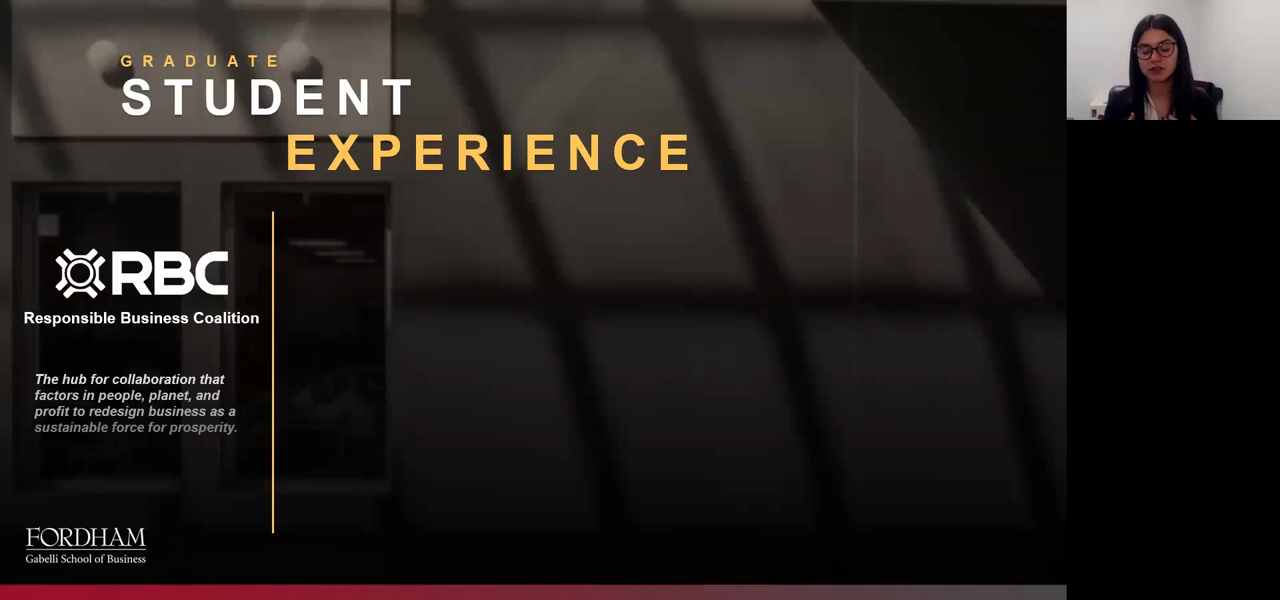 GRADUATE
STUDENT
EXPERIENCE
RBC
Responsible Business Coalition
The hub for collaboration that
factors in people, planet, and
profit to redesign business as a
sustainable force for prosperity.
FORDHAM
Gabelli School of Business